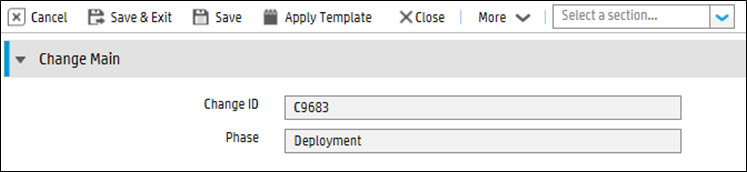 Cancel Save & Exit Save Apply Template Close More Select a section...
Change Main
Change ID C9683
Phase Deployment